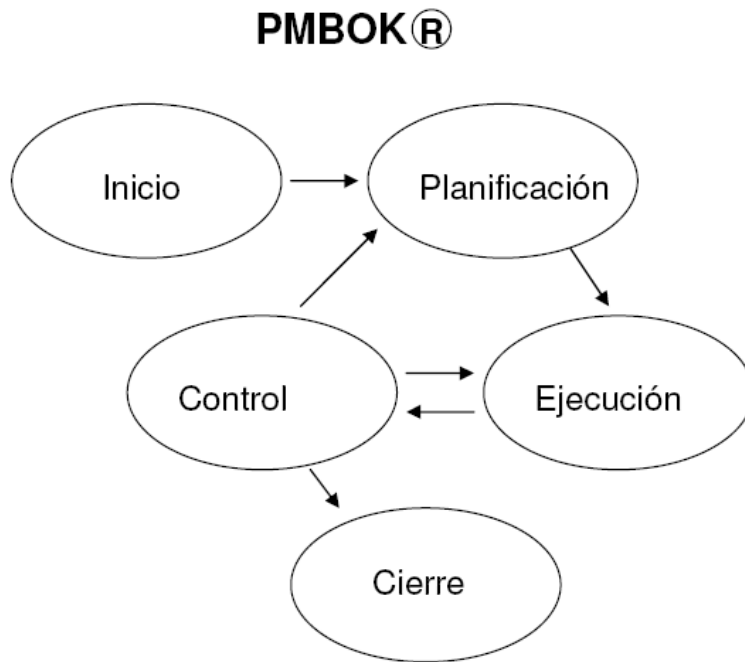 PMBOK®
Inicio
Planificación
Control
Ejecución
Cierre